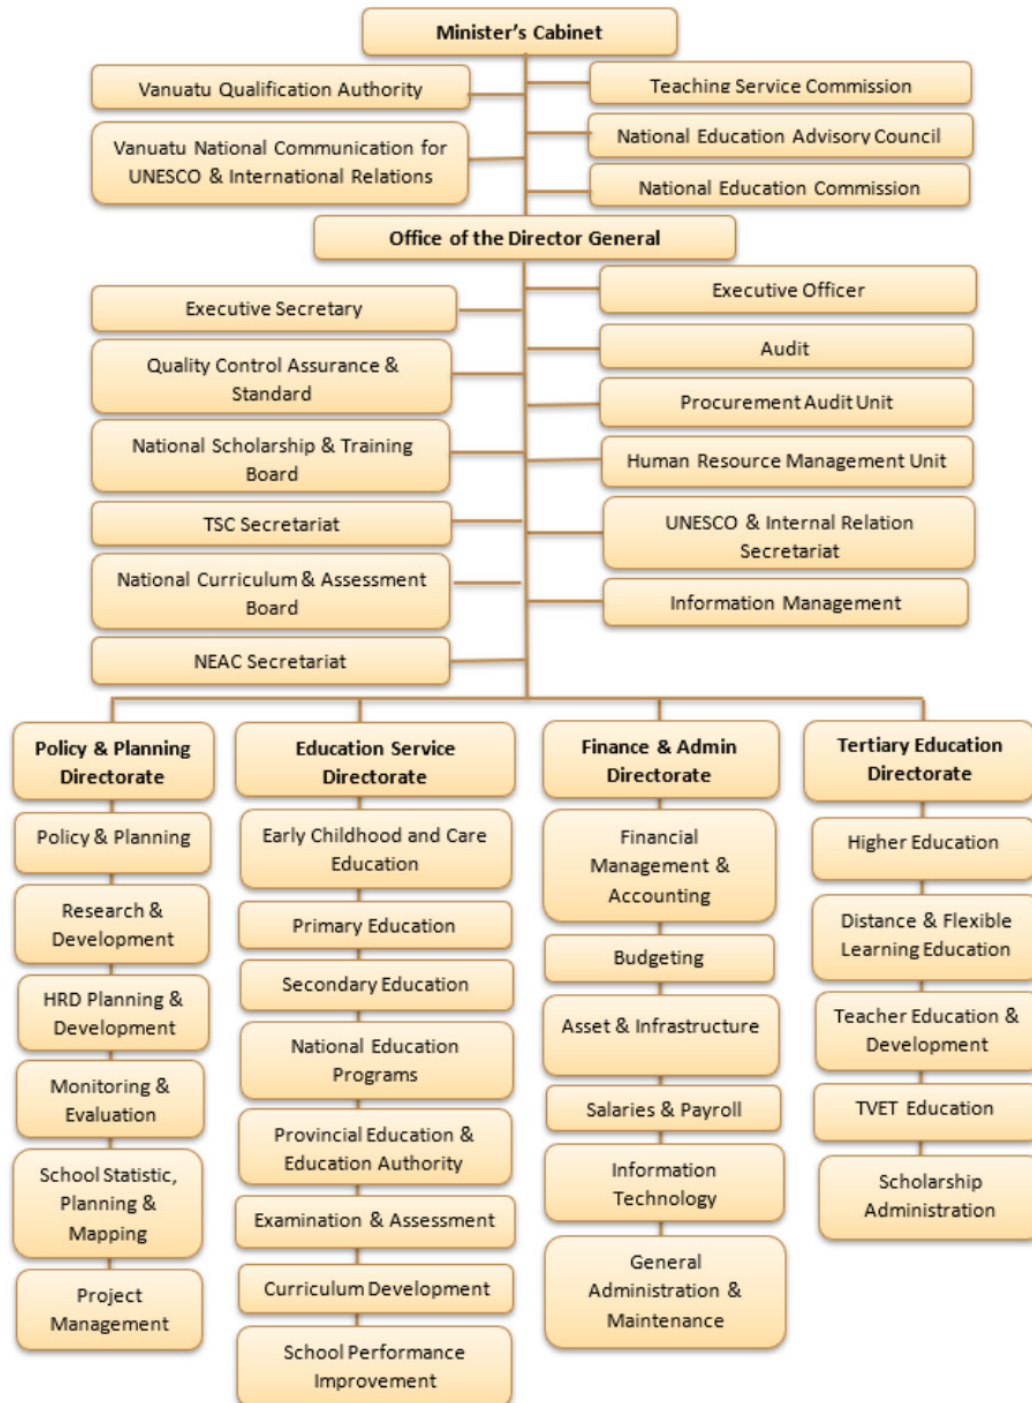 Minister's Cabinet
Vanuatu Qualification Authority
Teaching Service Commission
Vanuatu National Communication for
UNESCO & International Relations
National Education Advisory Council
National Education Commission
Office of the Director General
Executive Secretary
Executive Officer
Quality Control Assurance &
Standard
Audit
National Scholarship & Training
Board
Procurement Audit Unit
Human Resource Management Unit
TSC Secretariat
UNESCO & Internal Relation
Secretariat
National Curriculum & Assessment
Board
Information Management
NEAC Secretariat
Policy & Planning
Directorate
Policy & Planning
Research &
Development
HRD Planning &
Development
Monitoring &
Evaluation
School Statistic,
Planning &
Mapping
Project
Management
Education Service
Directorate
Early Childhood and Care
Education
Primary Education
Secondary Education
National Education
Programs
Provincial Education &
Education Authority
Examination & Assessment
Curriculum Development
School Performance
Improvement
Finance & Admin
Directorate
Financial
Management &
Accounting
Budgeting
Asset & Infrastructure
Salaries & Payroll
Information
Technology
General
Administration &
Maintenance
Tertiary Education
Directorate
Higher Education
Distance & Flexible
Learning Education
Teacher Education &
Development
TVET Education
Scholarship
Administration